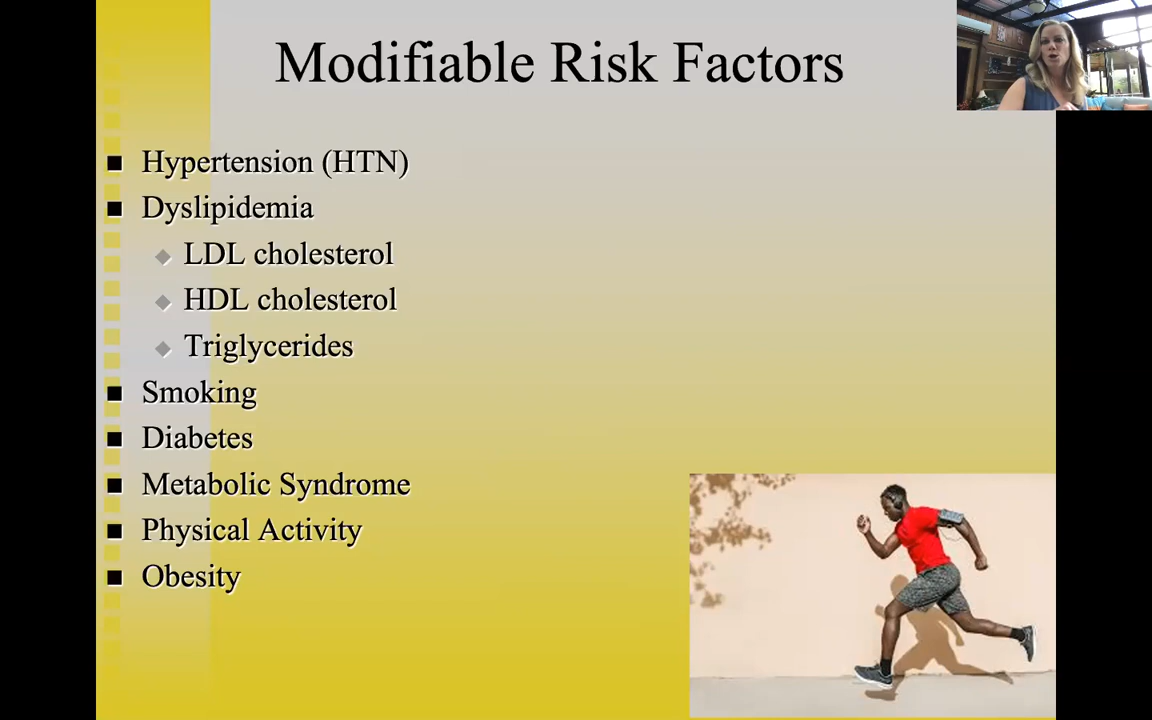 Modifiable Risk Factors
Hypertension (HTN)
Dyslipidemia
LDL cholesterol
HDL cholesterol
Triglycerides
Smoking
Diabetes
Metabolic Syndrome
Physical Activity
Obesity